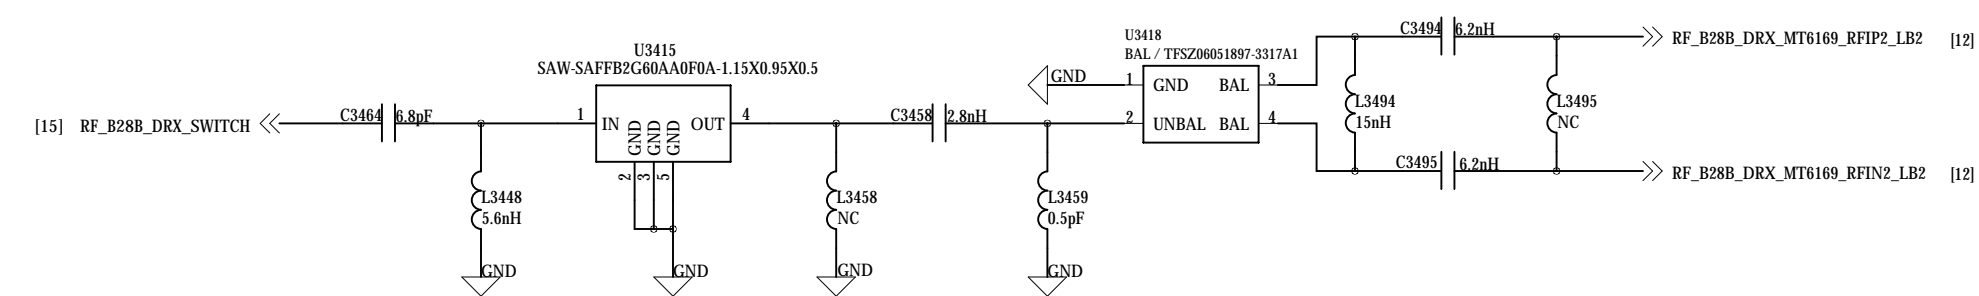 U3415
SAW-SAFFB2G60AA0F0A-1.15X0.95X0.5
U3418
BAL / TFSZ06051897-3317A1
C3494 6.2nH
RF_B28B_DRX_MT6169_RFIP2_LB2 [12]
GND 1 GND BAL 3
L3494
15nH
L3495
NC
[15] RF_B28B_DRX_SWITCH
C3464 6.8pF
1 IN OUT 4
GND GND GND
2 3 5
C3458 2.8nH
2 UNBAL BAL 4
C3495 6.2nH
RF_B28B_DRX_MT6169_RFIN2_LB2 [12]
L3448
5.6nH
L3458
NC
L3459
0.5pF
GND
GND
GND
GND